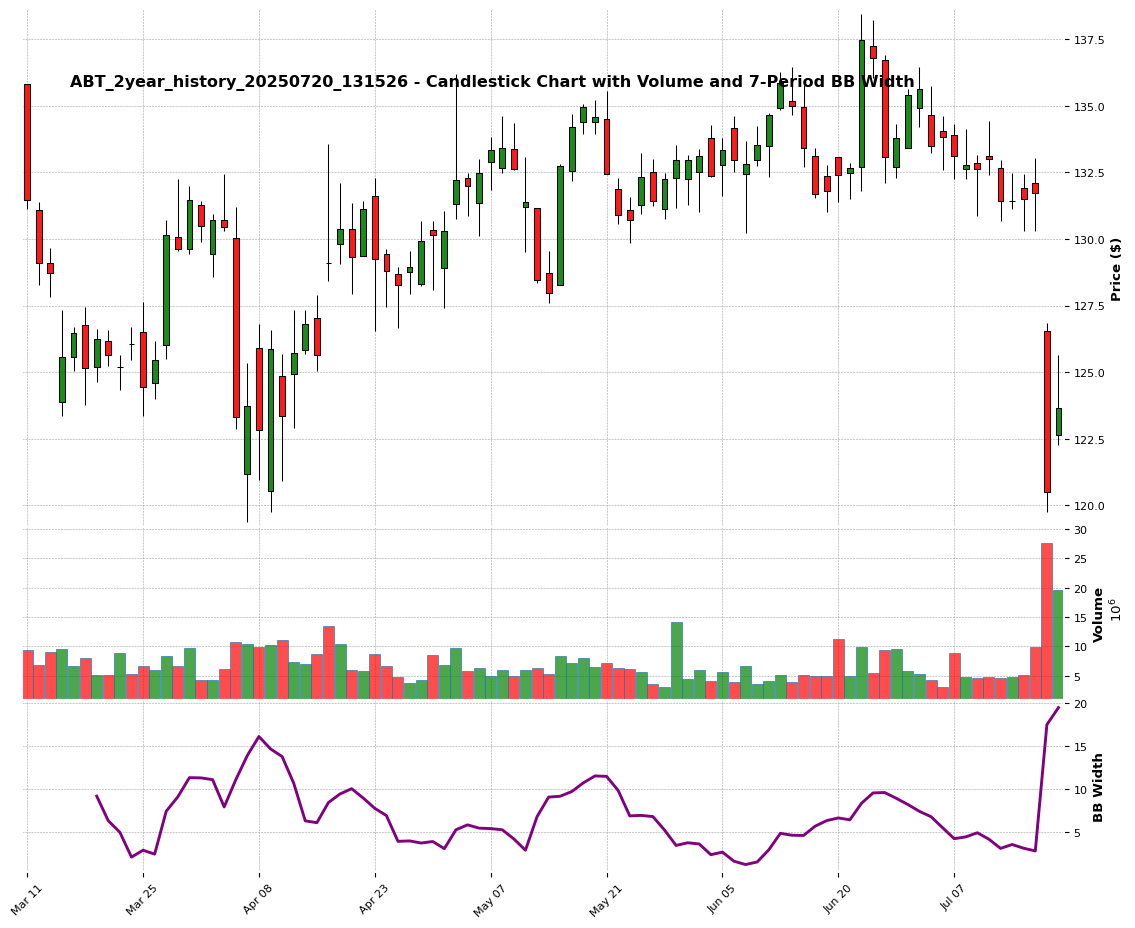 ABT_2year_history_20250720_131526 - Candlestick Chart with Volume and 7-Period BB Width
137.5
135.0
132.5
130.0
127.5
125.0
122.5
120.0
Price ($)
30
25
20
15
10
5
Volume
10^6
20
15
10
5
BB Width
Mar 11
Mar 25
Apr 08
Apr 23
May 07
May 21
Jun 05
Jun 20
Jul 07